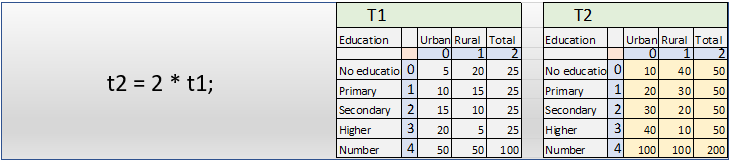 t2 = 2 * t1;
T1
Education Urban Rural Total
0 1 2
No educatio 0 5 20 25
Primary 1 10 15 25
Secondary 2 15 10 25
Higher 3 20 5 25
Number 4 50 50 100
T2
Education Urban Rural Total
0 1 2
No educatio 0 10 40 50
Primary 1 20 30 50
Secondary 2 30 20 50
Higher 3 40 10 50
Number 4 100 100 200